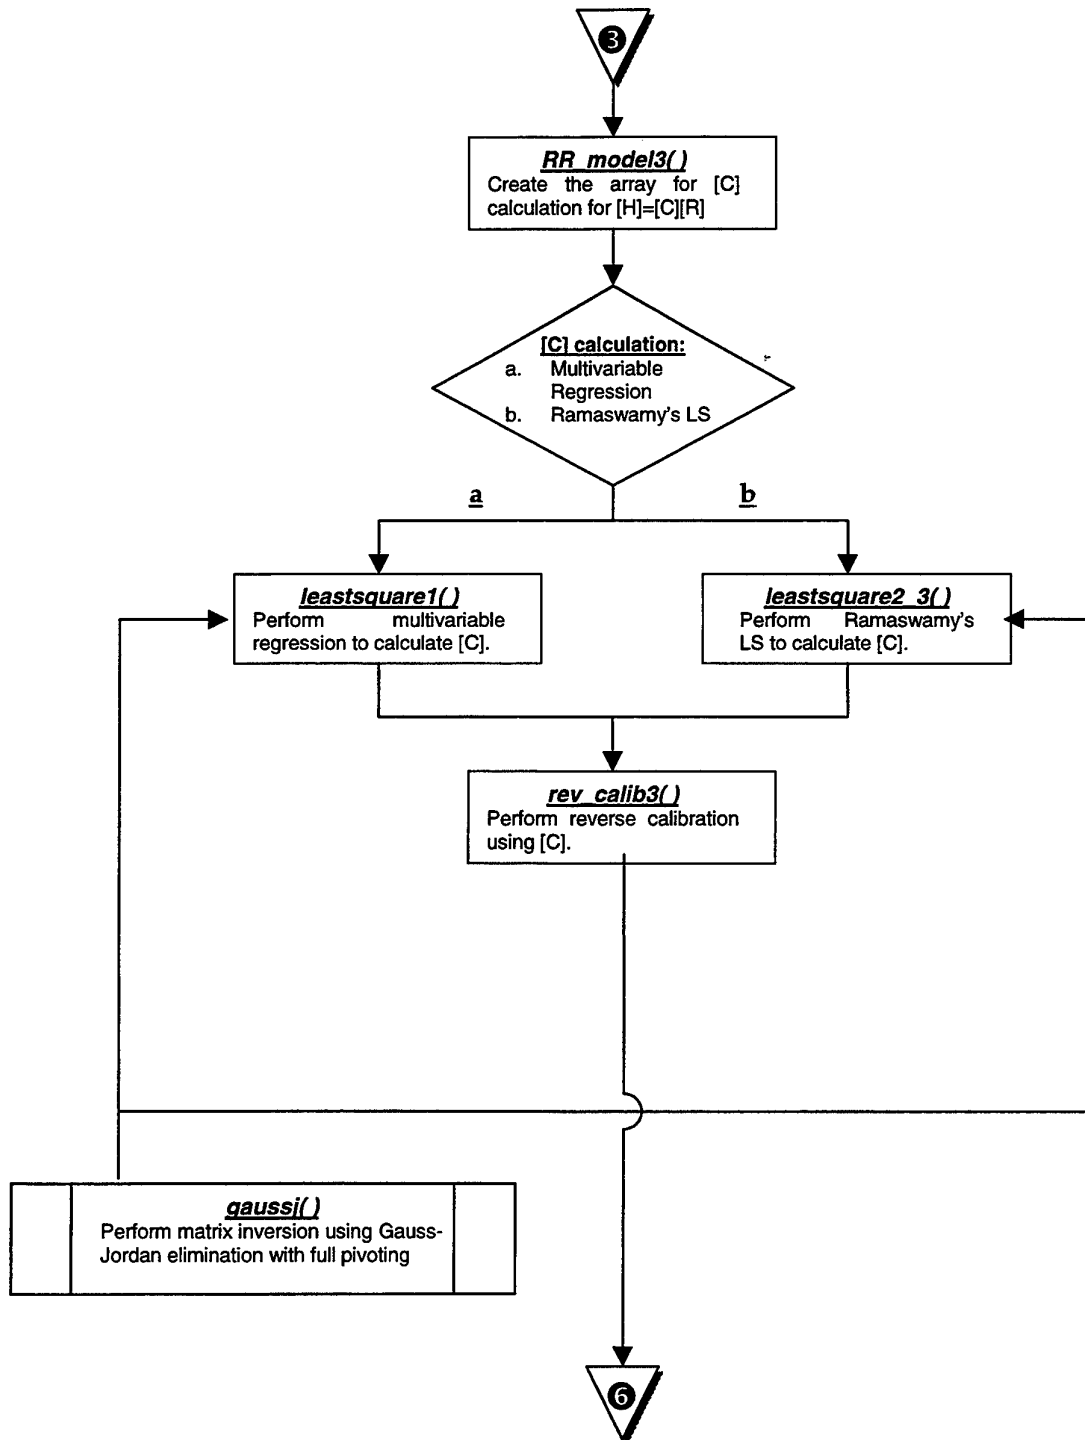 3
RR_model3( )
Create the array for [C]
calculation for [H]=[C][R]
[C] calculation:
a. Multivariable
Regression
b. Ramaswamy's LS
a
b
leastsquare1( )
Perform multivariable
regression to calculate [C].
leastsquare2_3( )
Perform Ramaswamy's
LS to calculate [C].
rev_calib3( )
Perform reverse calibration
using [C].
gaussj( )
Perform matrix inversion using Gauss-
Jordan elimination with full pivoting
6